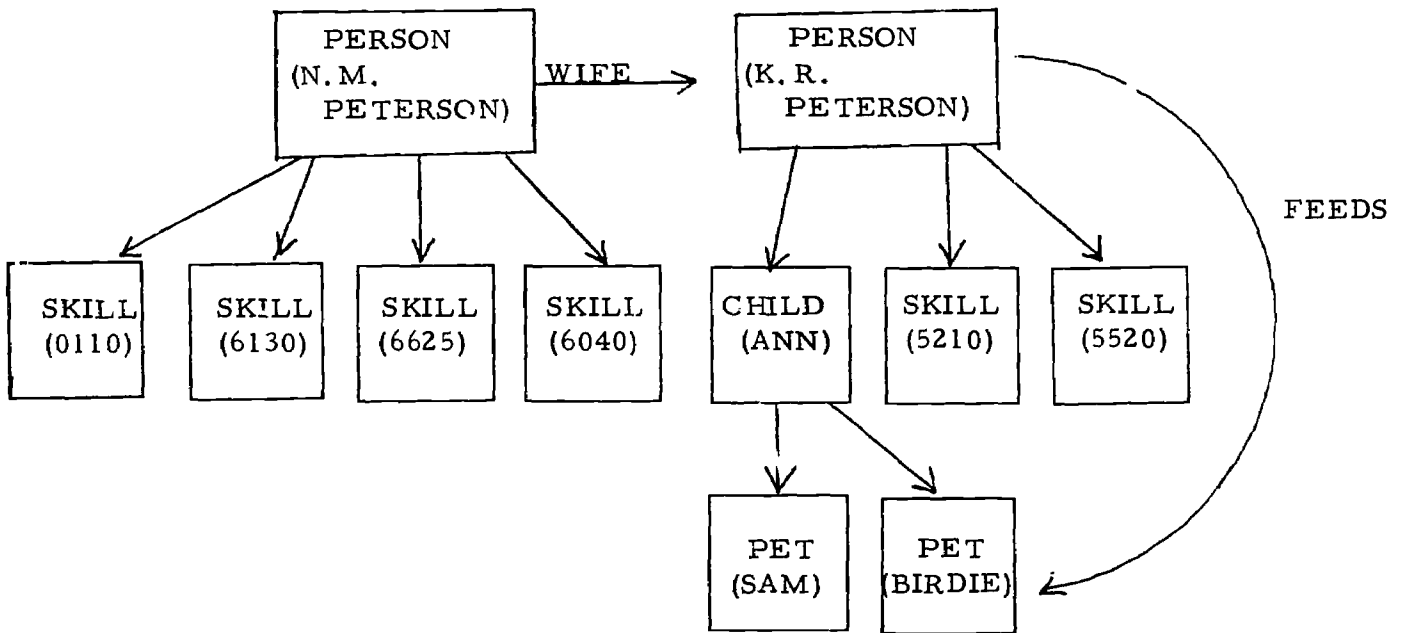 PERSON
(N. M.
PETERSON)
WIFE
PERSON
(K. R.
PETERSON)
FEEDS
SKILL
(0110)
SKILL
(6130)
SKILL
(6625)
SKILL
(6040)
CHILD
(ANN)
SKILL
(5210)
SKILL
(5520)
PET
(SAM)
PET
(BIRDIE)